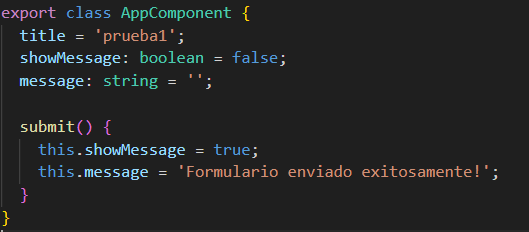 export class AppComponent {
  title = 'prueba1';
  showMessage: boolean = false;
  message: string = '';

  submit() {
    this.showMessage = true;
    this.message = 'Formulario enviado exitosamente!';
  }
}